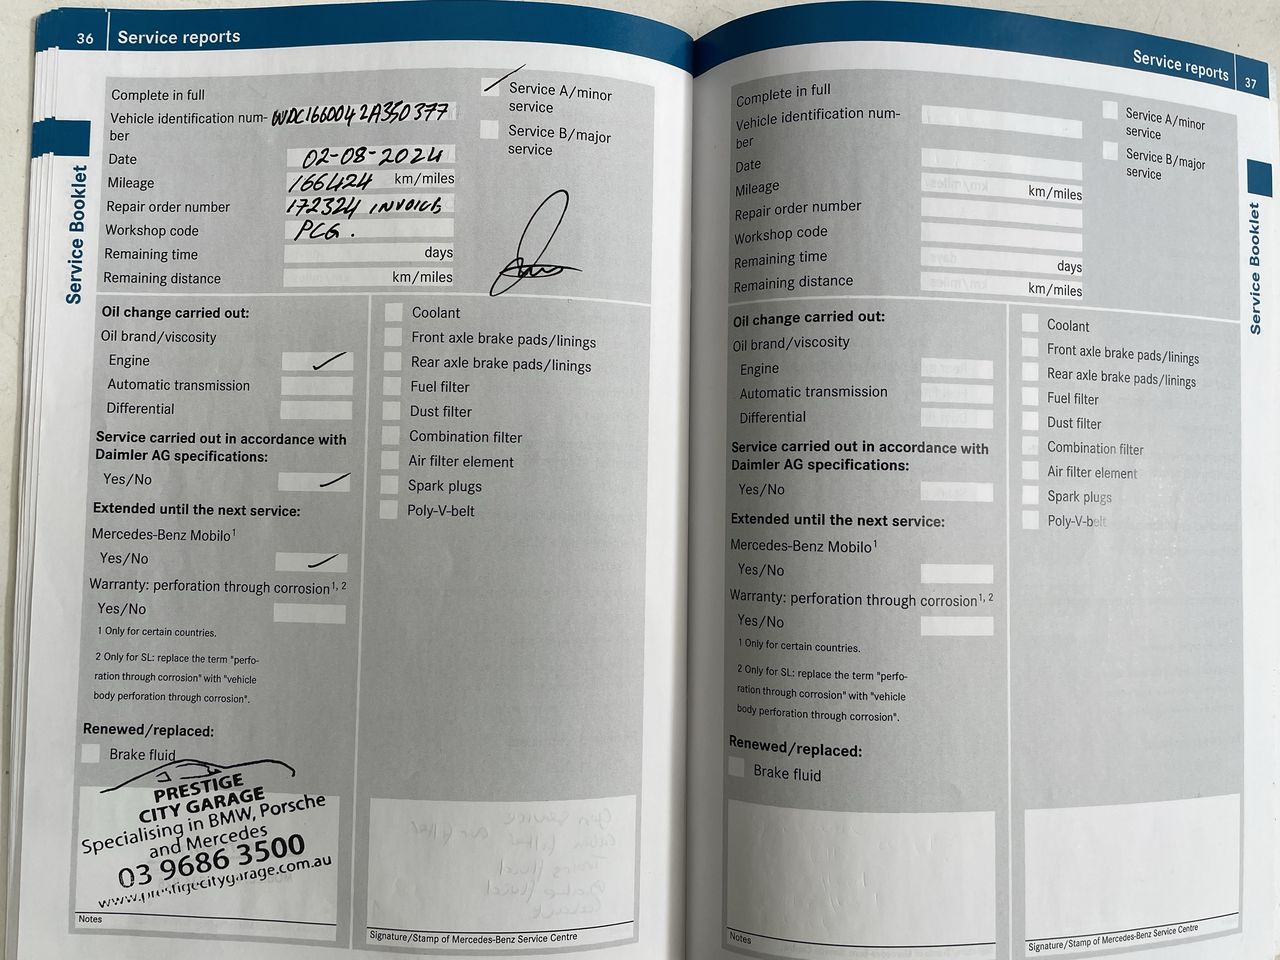 36
Service reports
Complete in full
Vehicle identification num-
ber
WDC1660042A350377
Date
02-08-2024
Mileage
166424 km/miles
Repair order number
172324 INVOICE
Workshop code
PCG.
Remaining time
days
Remaining distance
km/miles
Service A/minor
service
Service B/major
service
Service Booklet
Oil change carried out:
Oil brand/viscosity
Engine
Automatic transmission
Differential
Service carried out in accordance with
Daimler AG specifications:
Yes/No
Extended until the next service:
Mercedes-Benz Mobilo1
Yes/No
Warranty: perforation through corrosion1, 2
Yes/No
1 Only for certain countries.
2 Only for SL: replace the term "perfo-
ration through corrosion" with "vehicle
body perforation through corrosion".
Renewed/replaced:
Brake fluid
Coolant
Front axle brake pads/linings
Rear axle brake pads/linings
Fuel filter
Dust filter
Combination filter
Air filter element
Spark plugs
Poly-V-belt
PRESTIGE
CITY GARAGE
Specialising in BMW, Porsche
and Mercedes
03 9686 3500
www.prestigecitygarage.com.au
Notes
Signature/Stamp of Mercedes-Benz Service Centre
Service reports
37
Complete in full
Vehicle identification num-
ber
Date
Mileage
km/miles
Repair order number
Workshop code
Remaining time
days
Remaining distance
km/miles
Service A/minor
service
Service B/major
service
Service Booklet
Oil change carried out:
Oil brand/viscosity
Engine
Automatic transmission
Differential
Service carried out in accordance with
Daimler AG specifications:
Yes/No
Extended until the next service:
Mercedes-Benz Mobilo1
Yes/No
Warranty: perforation through corrosion1, 2
Yes/No
1 Only for certain countries.
2 Only for SL: replace the term "perfo-
ration through corrosion" with "vehicle
body perforation through corrosion".
Renewed/replaced:
Brake fluid
Coolant
Front axle brake pads/linings
Rear axle brake pads/linings
Fuel filter
Dust filter
Combination filter
Air filter element
Spark plugs
Poly-V-belt
Notes
Signature/Stamp of Mercedes-Benz Service Centre